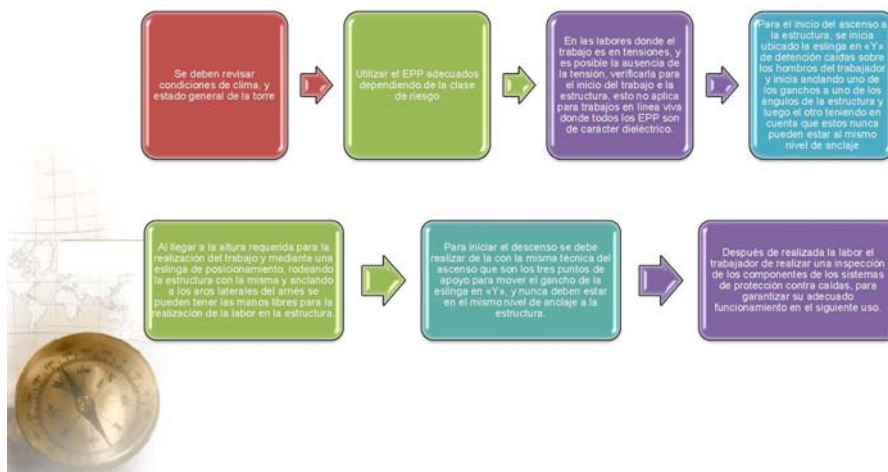 Se deben revisar
condiciones de clima, y
estado general de la torre
Utilizar el EPP adecuados
dependiendo de la clase de
riesgo
En las labores donde el
trabajo es en tensiones, y
es posible la ausencia de
la tensión, verificarla para
el inicio del trabajo e la
estructura, esto no aplica
para trabajos en línea viva
donde todos los EPP son
de carácter dieléctrico.
Para el inicio del ascenso a
la estructura, se inicia
ubicado la eslinga en «Y»
de detención caídas sobre
los hombros del trabajador
y inicia anclando uno de los
ganchos a uno de los
ángulos de la estructura y
luego el otro teniendo en
cuenta que estos nunca
pueden estar al mismo
nivel de anclaje
Al llegar a la altura requerida para la
realización del trabajo y mediante una
eslinga de posicionamiento, rodeando
la estructura con la misma y anclando
a los aros laterales del arnés se
pueden tener las manos libres para la
realización de la labor en la estructura.
Para iniciar el descenso se debe
realizar de la con la misma técnica del
ascenso que son los tres puntos de
apoyo para mover el gancho de la
eslinga en «Y», y nunca deben estar
en el mismo nivel de anclaje a la
estructura.
Después de realizada la labor el trabajador
de realizar una inspección
de los componentes de los sistemas
de protección contra caídas, para
garantizar su adecuado
funcionamiento en el siguiente uso.